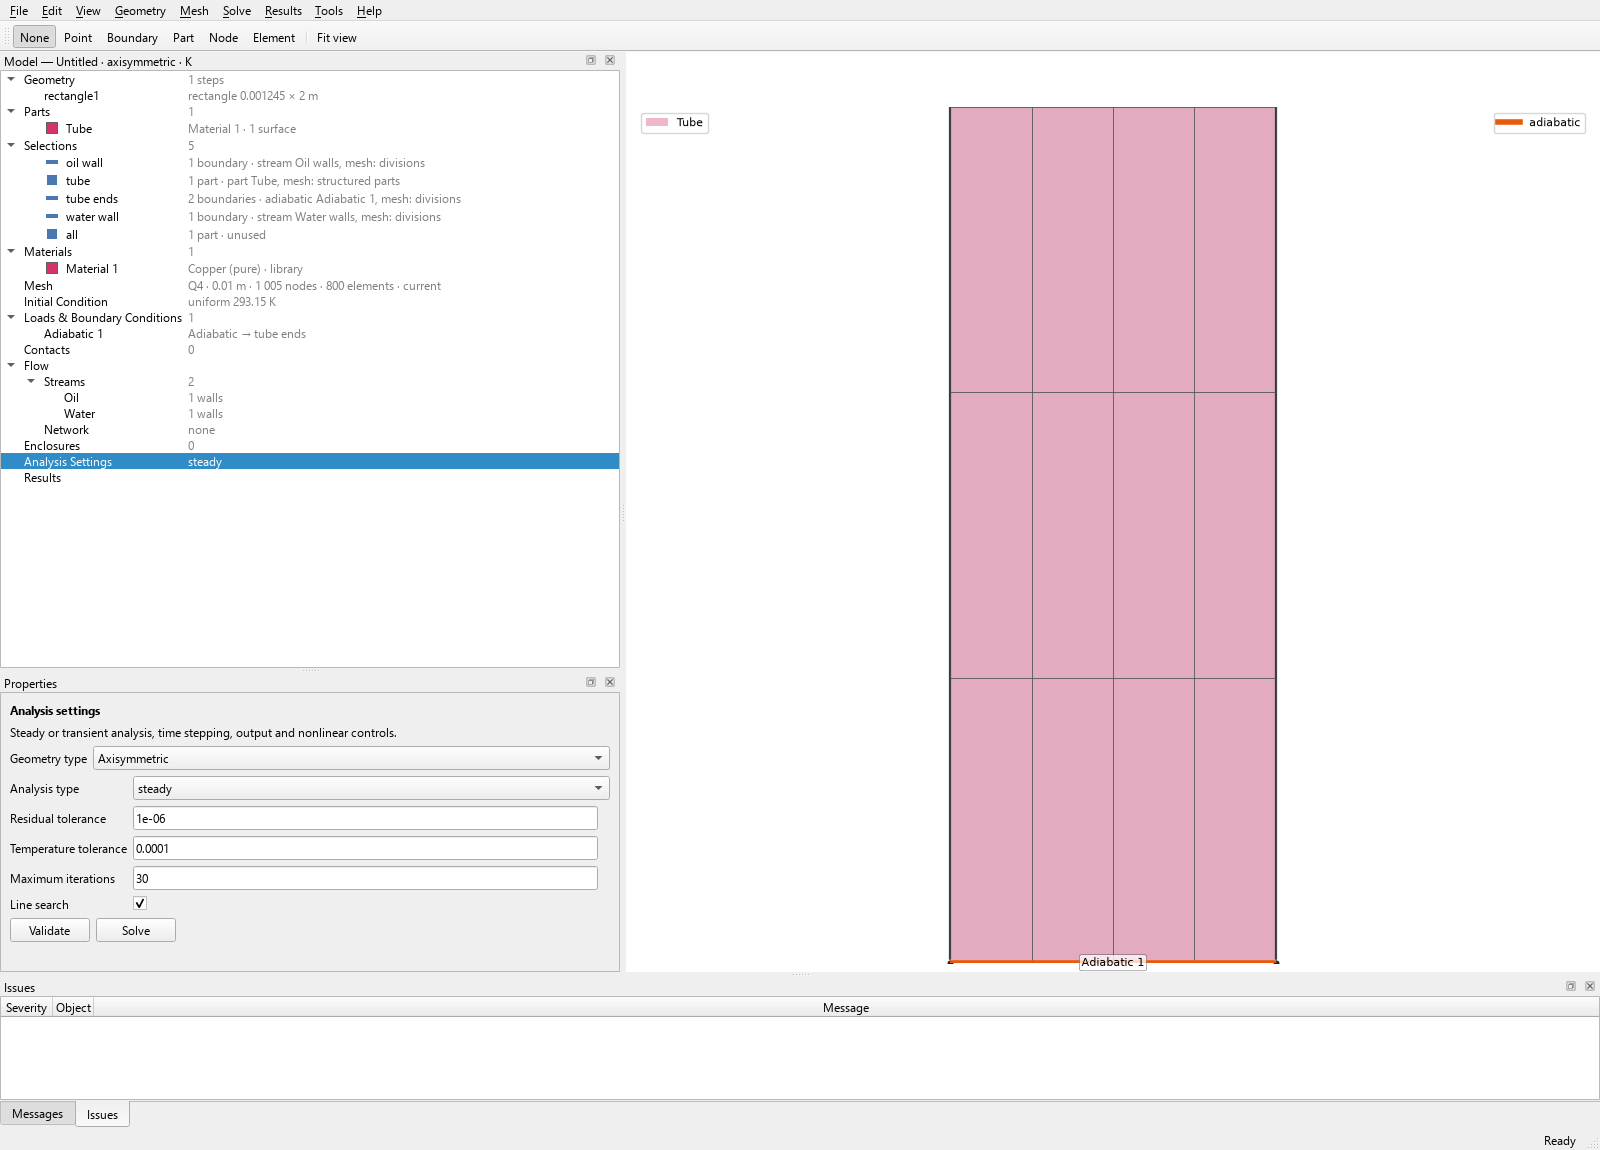 File Edit View Geometry Mesh Solve Results Tools Help
None Point Boundary Part Node Element Fit view
Model — Untitled · axisymmetric · K
Geometry 1 steps
rectangle1 rectangle 0.001245 × 2 m
Parts 1
Tube Material 1 · 1 surface
Selections 5
oil wall 1 boundary · stream Oil walls, mesh: divisions
tube 1 part · part Tube, mesh: structured parts
tube ends 2 boundaries · adiabatic Adiabatic 1, mesh: divisions
water wall 1 boundary · stream Water walls, mesh: divisions
all 1 part · unused
Materials 1
Material 1 Copper (pure) · library
Mesh Q4 · 0.01 m · 1 005 nodes · 800 elements · current
Initial Condition uniform 293.15 K
Loads & Boundary Conditions 1
Adiabatic 1 Adiabatic → tube ends
Contacts 0
Flow
Streams 2
Oil 1 walls
Water 1 walls
Network none
Enclosures 0
Analysis Settings steady
Results
Tube
adiabatic
Adiabatic 1
Properties
Analysis settings
Steady or transient analysis, time stepping, output and nonlinear controls.
Geometry type Axisymmetric
Analysis type steady
Residual tolerance 1e-06
Temperature tolerance 0.0001
Maximum iterations 30
Line search
Validate Solve
Issues
Severity Object Message
Messages Issues
Ready